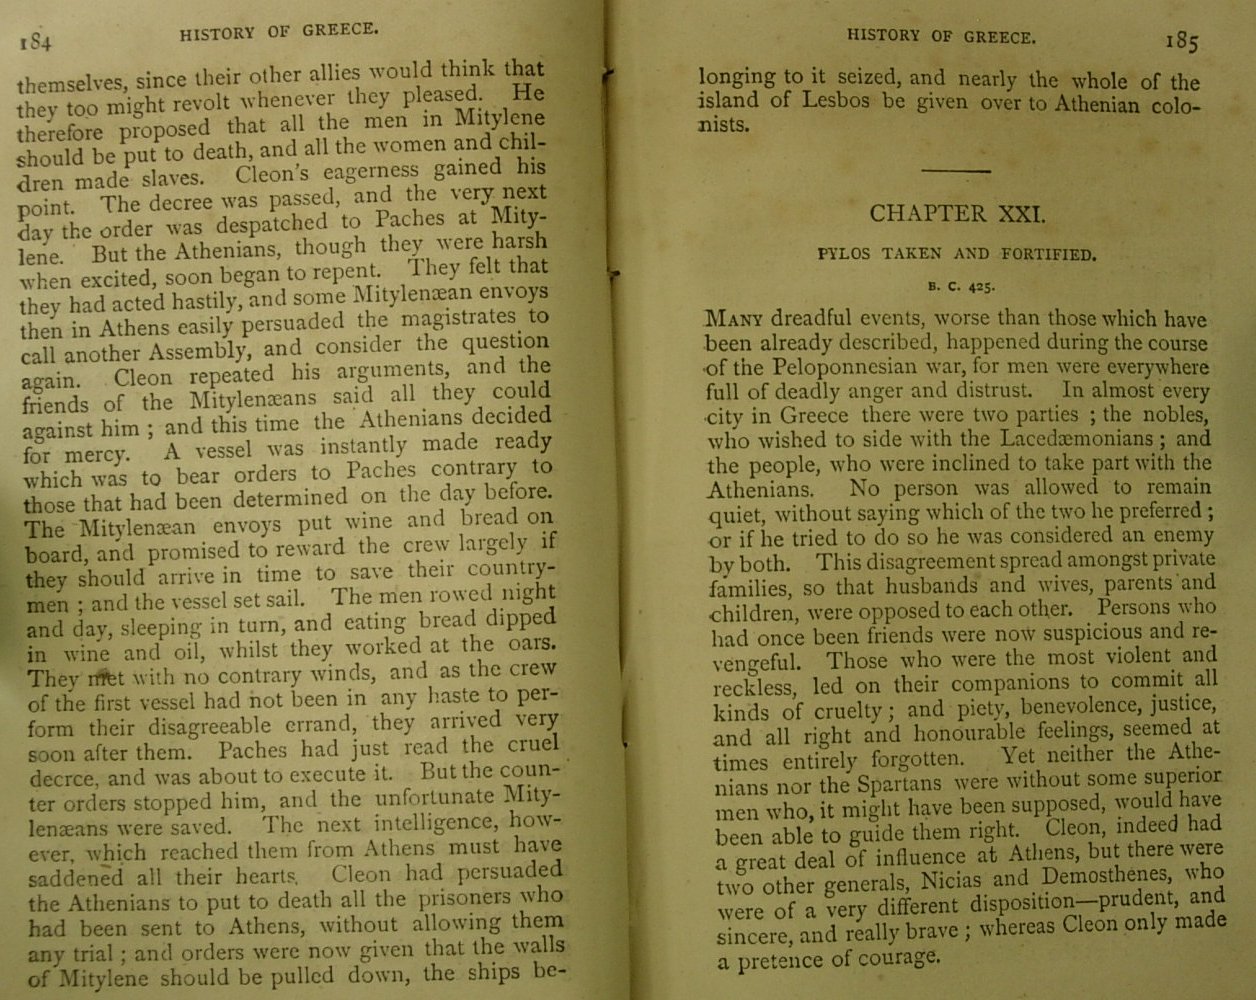 184
HISTORY OF GREECE.
themselves, since their other allies would think that
they too might revolt whenever they pleased. He
therefore proposed that all the men in Mitylene
should be put to death, and all the women and chil-
dren made slaves. Cleon's eagerness gained his
point. The decree was passed, and the very next
day the order was despatched to Paches at Mity-
lene. But the Athenians, though they were harsh
when excited, soon began to repent. They felt that
they had acted hastily, and some Mitylenæan envoys
then in Athens easily persuaded the magistrates to
call another Assembly, and consider the question
again. Cleon repeated his arguments, and the
friends of the Mitylenæans said all they could
against him ; and this time the Athenians decided
for mercy. A vessel was instantly made ready
which was to bear orders to Paches contrary to
those that had been determined on the day before.
The Mitylenæan envoys put wine and bread on
board, and promised to reward the crew largely if
they should arrive in time to save their country-
men ; and the vessel set sail. The men rowed night
and day, sleeping in turn, and eating bread dipped
in wine and oil, whilst they worked at the oars.
They met with no contrary winds, and as the crew
of the first vessel had not been in any haste to per-
form their disagreeable errand, they arrived very
soon after them. Paches had just read the cruel
decree, and was about to execute it. But the coun-
ter orders stopped him, and the unfortunate Mity-
lenæans were saved. The next intelligence, how-
ever, which reached them from Athens must have
saddened all their hearts. Cleon had persuaded
the Athenians to put to death all the prisoners who
had been sent to Athens, without allowing them
any trial ; and orders were now given that the walls
of Mitylene should be pulled down, the ships be-
HISTORY OF GREECE.
185
longing to it seized, and nearly the whole of the
island of Lesbos be given over to Athenian colo-
nists.
CHAPTER XXI.
PYLOS TAKEN AND FORTIFIED.
B. C. 425.
MANY dreadful events, worse than those which have
been already described, happened during the course
of the Peloponnesian war, for men were everywhere
full of deadly anger and distrust. In almost every
city in Greece there were two parties ; the nobles,
who wished to side with the Lacedæmonians ; and
the people, who were inclined to take part with the
Athenians. No person was allowed to remain
quiet, without saying which of the two he preferred ;
or if he tried to do so he was considered an enemy
by both. This disagreement spread amongst private
families, so that husbands and wives, parents and
children, were opposed to each other. Persons who
had once been friends were now suspicious and re-
vengeful. Those who were the most violent and
reckless, led on their companions to commit all
kinds of cruelty ; and piety, benevolence, justice,
and all right and honourable feelings, seemed at
times entirely forgotten. Yet neither the Athe-
nians nor the Spartans were without some superior
men who, it might have been supposed, would have
been able to guide them right. Cleon, indeed had
a great deal of influence at Athens, but there were
two other generals, Nicias and Demosthenes, who
were of a very different disposition—prudent, and
sincere, and really brave ; whereas Cleon only made
a pretence of courage.